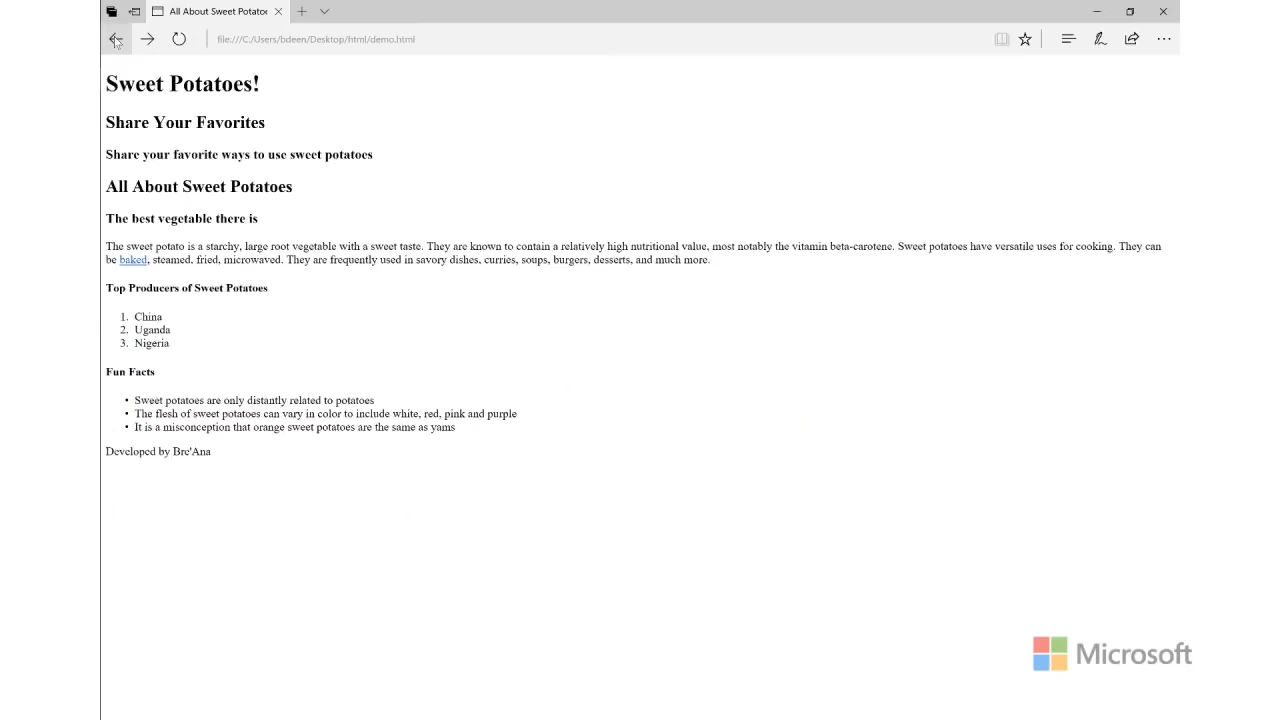 All About Sweet Potatoe
file:///C:/Users/bdeen/Desktop/html/demo.html
Sweet Potatoes!
Share Your Favorites
Share your favorite ways to use sweet potatoes
All About Sweet Potatoes
The best vegetable there is
The sweet potato is a starchy, large root vegetable with a sweet taste. They are known to contain a relatively high nutritional value, most notably the vitamin beta-carotene. Sweet potatoes have versatile uses for cooking. They can
be baked, steamed, fried, microwaved. They are frequently used in savory dishes, curries, soups, burgers, desserts, and much more.
Top Producers of Sweet Potatoes
1. China
2. Uganda
3. Nigeria
Fun Facts
• Sweet potatoes are only distantly related to potatoes
• The flesh of sweet potatoes can vary in color to include white, red, pink and purple
• It is a misconception that orange sweet potatoes are the same as yams
Developed by Bre'Ana
Microsoft